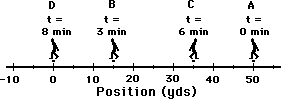 D B C A
t = t = t = t =
8 min 3 min 6 min 0 min
-10 0 10 20 30 40 50
Position (yds)